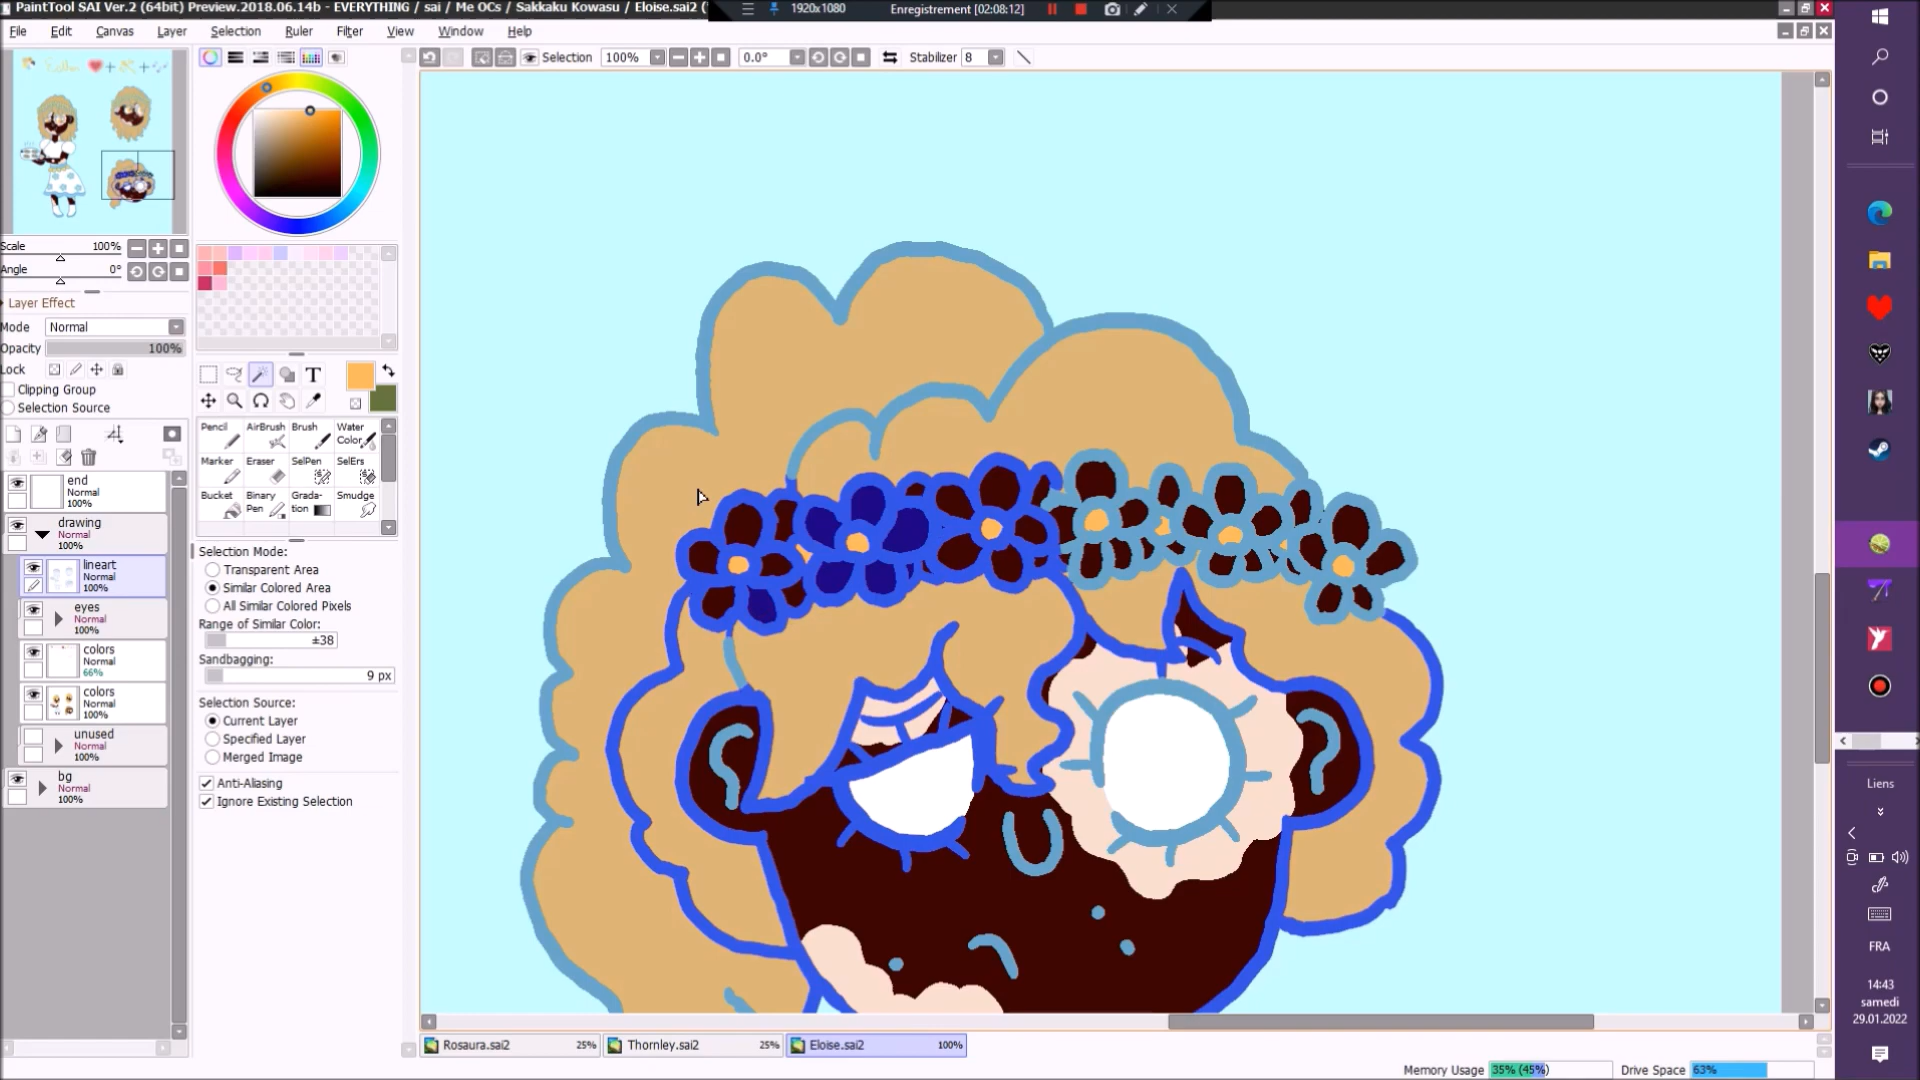 PaintTool SAI Ver.2 (64bit) Preview.2018.06.14b - EVERYTHING / sai / Me OCs / Sakkaku Kowasu / Eloise.sai2 (
1920x1080
Enregistrement [02:08:12]
File Edit Canvas Layer Selection Ruler Filter View Window Help
Selection 100% 0.0° Stabilizer 8
Scale 100%
Angle 0°
Layer Effect
Mode Normal
Opacity 100%
Lock
Clipping Group
Selection Source
end
Normal
100%
drawing
Normal
100%
lineart
Normal
100%
eyes
Normal
100%
colors
Normal
66%
colors
Normal
100%
unused
Normal
100%
bg
Normal
100%
T
Pencil AirBrush Brush Water Color
Marker Eraser SelPen SelErs
Bucket Binary Pen Grada-tion Smudge
Selection Mode:
Transparent Area
Similar Colored Area
All Similar Colored Pixels
Range of Similar Color:
±38
Sandbagging:
9 px
Selection Source:
Current Layer
Specified Layer
Merged Image
Anti-Aliasing
Ignore Existing Selection
Rosaura.sai2 25% Thornley.sai2 25% Eloise.sai2 100%
Memory Usage 35% (45%) Drive Space 63%
Liens
FRA
14:43
samedi
29.01.2022